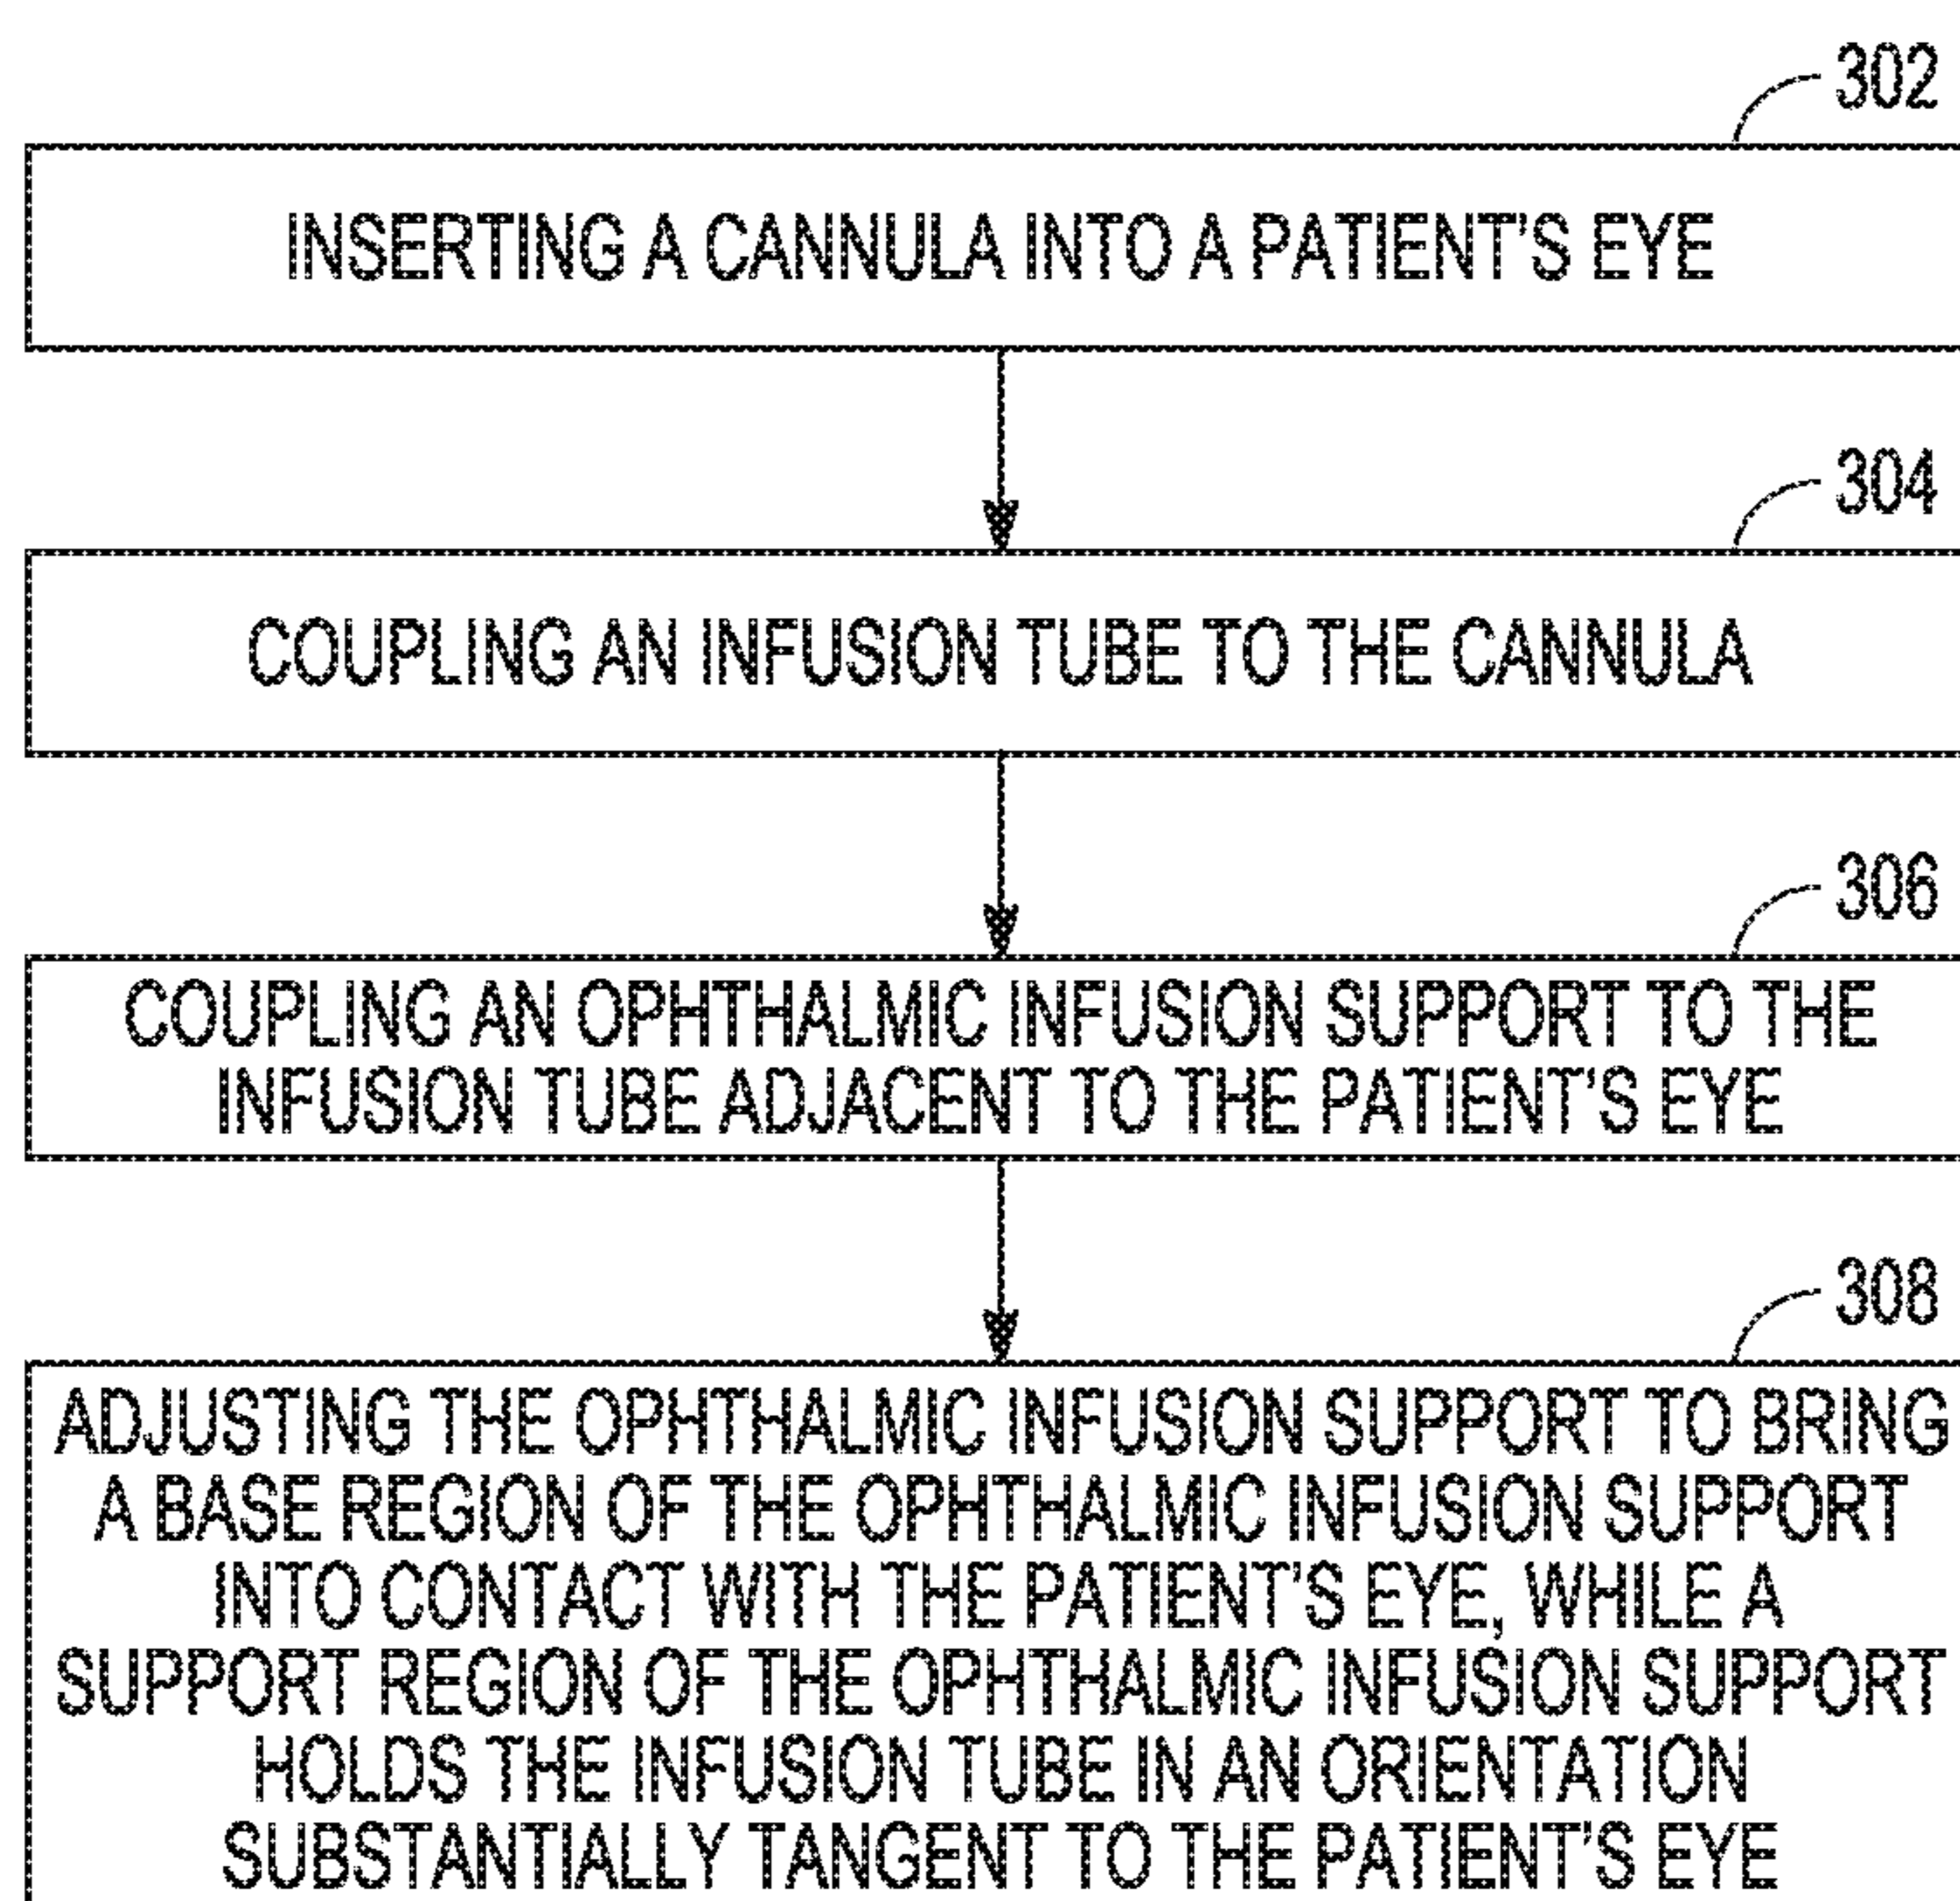 302
INSERTING A CANNULA INTO A PATIENT'S EYE
304
COUPLING AN INFUSION TUBE TO THE CANNULA
306
COUPLING AN OPHTHALMIC INFUSION SUPPORT TO THE
INFUSION TUBE ADJACENT TO THE PATIENT'S EYE
308
ADJUSTING THE OPHTHALMIC INFUSION SUPPORT TO BRING
A BASE REGION OF THE OPHTHALMIC INFUSION SUPPORT
INTO CONTACT WITH THE PATIENT'S EYE, WHILE A
SUPPORT REGION OF THE OPHTHALMIC INFUSION SUPPORT
HOLDS THE INFUSION TUBE IN AN ORIENTATION
SUBSTANTIALLY TANGENT TO THE PATIENT'S EYE